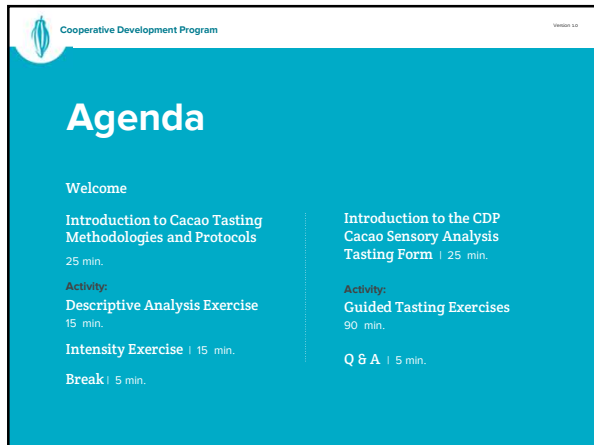 Cooperative Development Program
Version 1.0
Agenda
Welcome
Introduction to Cacao Tasting
Methodologies and Protocols
25 min.
Activity:
Descriptive Analysis Exercise
15 min.
Intensity Exercise | 15 min.
Break | 5 min.
Introduction to the CDP
Cacao Sensory Analysis
Tasting Form | 25 min.
Activity:
Guided Tasting Exercises
90 min.
Q & A | 5 min.